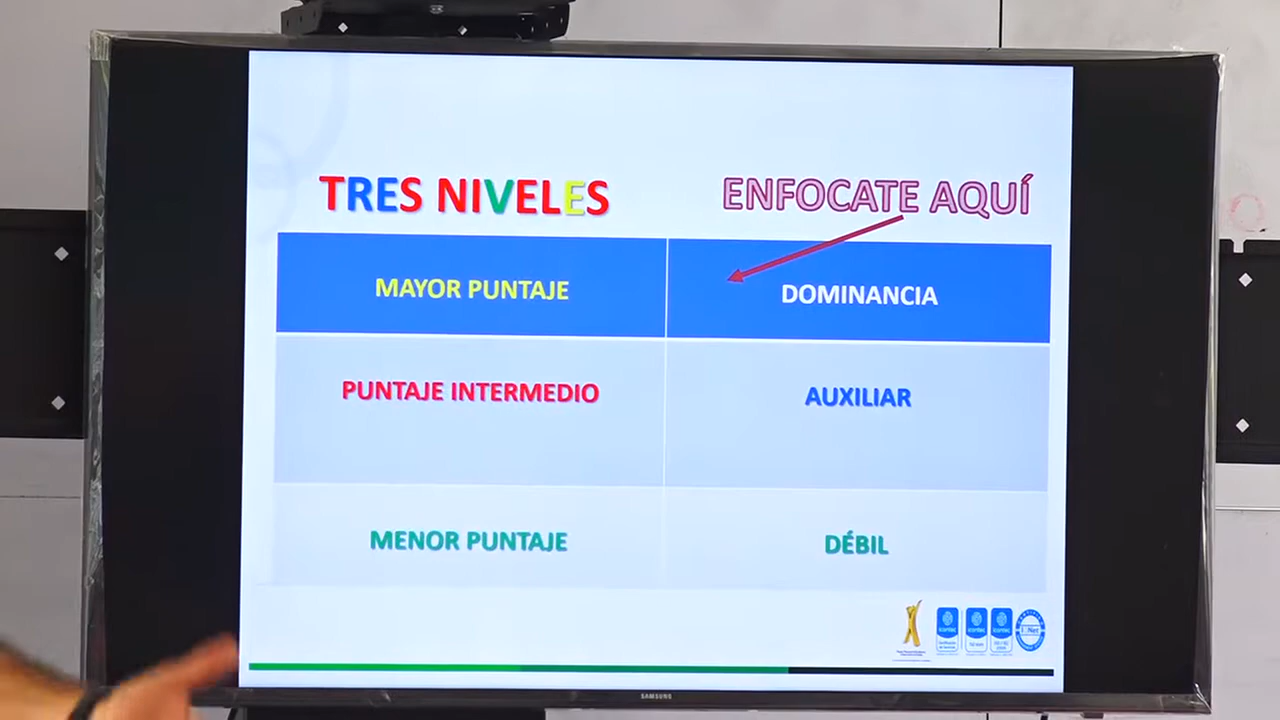 TRES NIVELES
ENFOCATE AQUÍ
MAYOR PUNTAJE
DOMINANCIA
PUNTAJE INTERMEDIO
AUXILIAR
MENOR PUNTAJE
DÉBIL
SAMSUNG